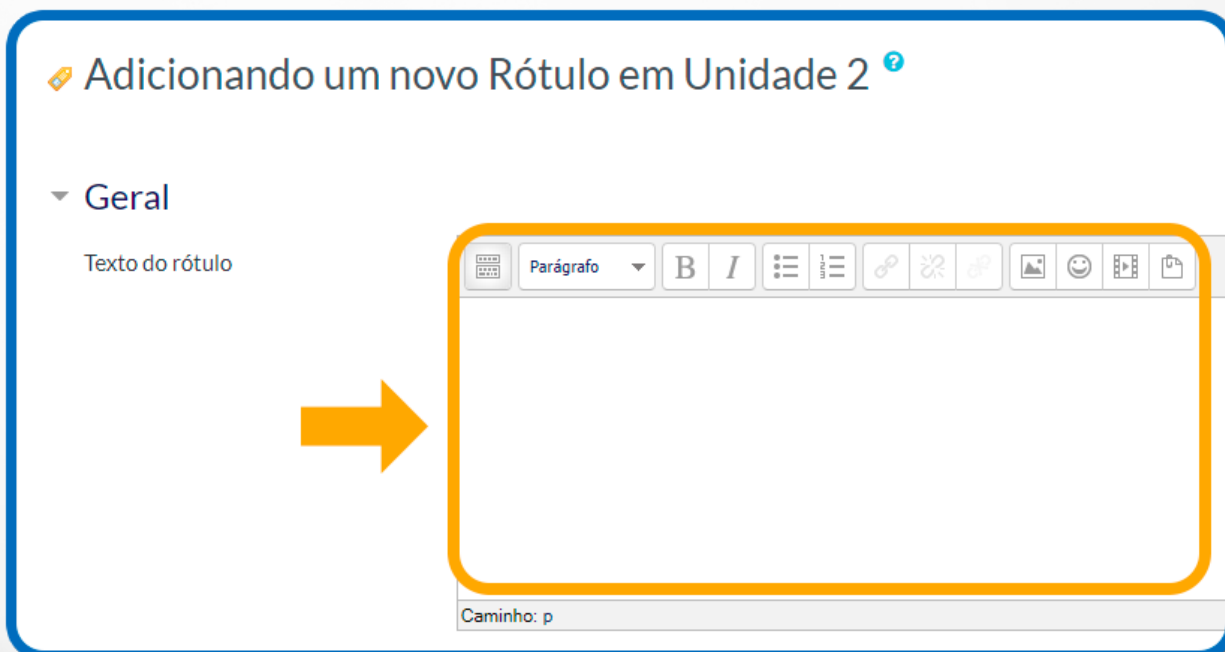 Adicionando um novo Rótulo em Unidade 2 ?
Geral
Texto do rótulo
Parágrafo B I
Caminho: p